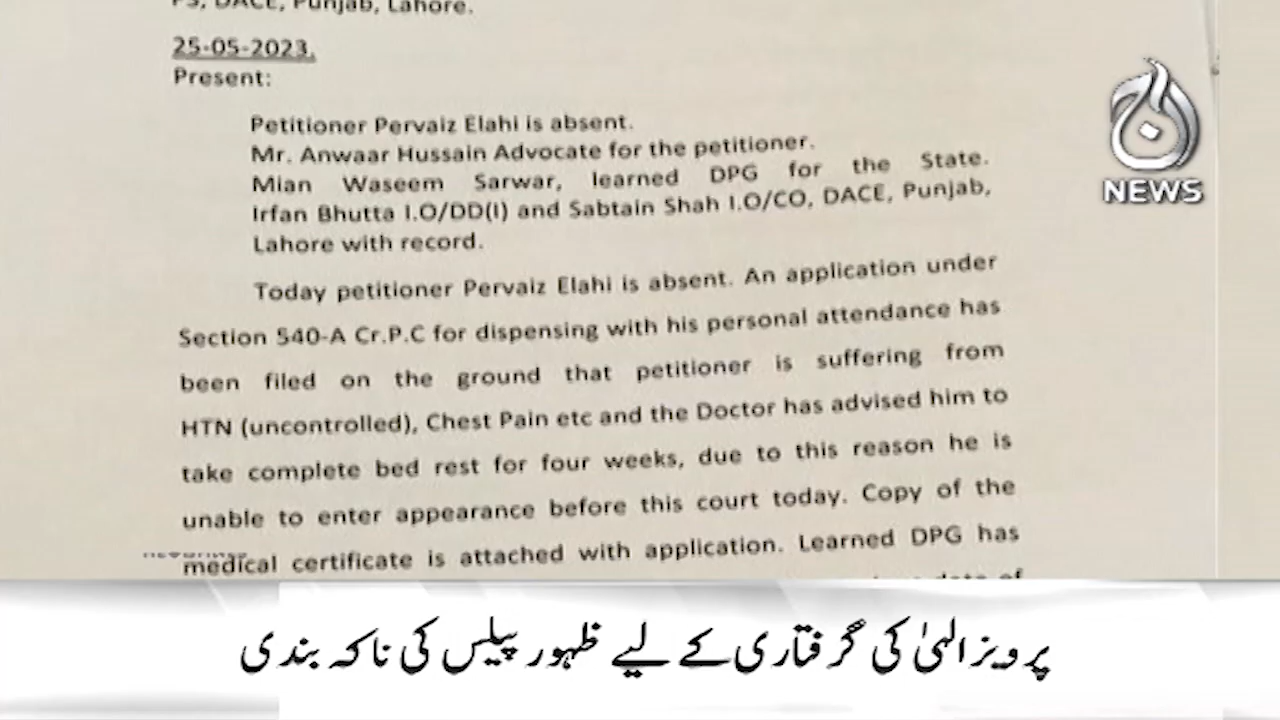 PS, DACE, Punjab, Lahore.
25-05-2023.
Present:
Petitioner Pervaiz Elahi is absent.
Mr. Anwaar Hussain Advocate for the petitioner.
Mian Waseem Sarwar, learned DPG for the State.
Irfan Bhutta I.O/DD(I) and Sabtain Shah I.O/CO, DACE, Punjab,
Lahore with record.
Today petitioner Pervaiz Elahi is absent. An application under
Section 540-A Cr.P.C for dispensing with his personal attendance has
been filed on the ground that petitioner is suffering from
HTN (uncontrolled), Chest Pain etc and the Doctor has advised him to
take complete bed rest for four weeks, due to this reason he is
unable to enter appearance before this court today. Copy of the
medical certificate is attached with application. Learned DPG has
date of
آج
NEWS
پرویز الہیٰ کی گرفتاری کے لیے ظہور پیلس کی ناکہ بندی